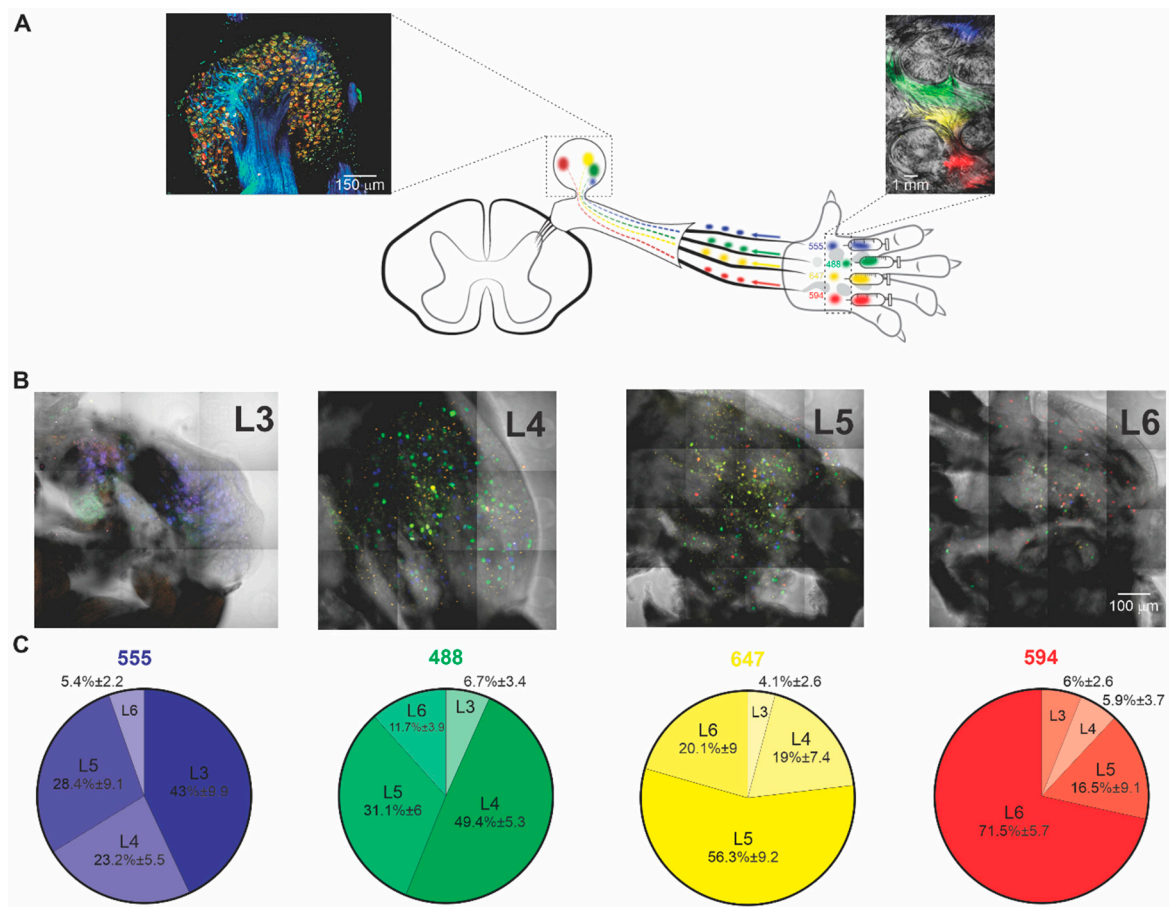 A
150 µm
1 mm
555
488
647
594
B
L3
L4
L5
L6
100 µm
C
555
488
647
594
5.4%±2.2
L6
L3
43%±9.9
L5
28.4%±9.1
L4
23.2%±5.5
6.7%±3.4
L6
11.7%±3.9
L3
L5
31.1%±6
L4
49.4%±5.3
4.1%±2.6
L3
L6
20.1%±9
L4
19%±7.4
L5
56.3%±9.2
6%±2.6
5.9%±3.7
L3
L4
L5
16.5%±9.1
L6
71.5%±5.7